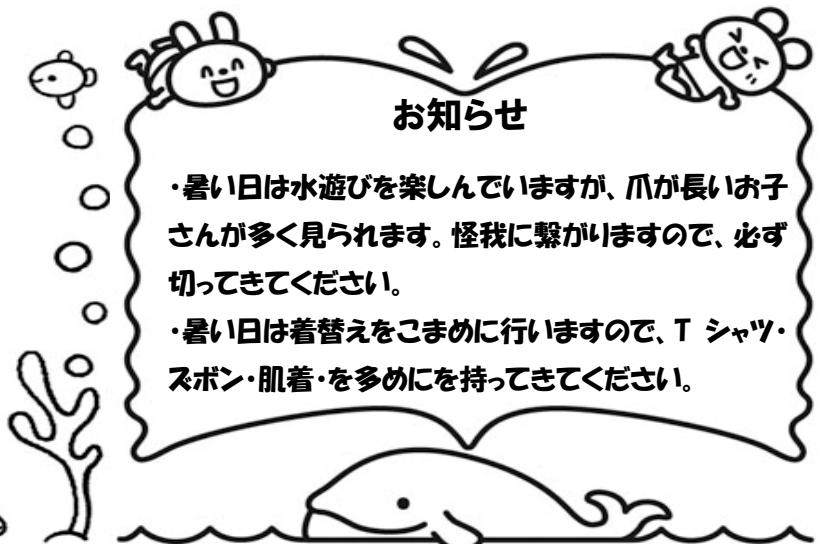 お知らせ
・暑い日は水遊びを楽しんでいますが、爪が長いお子
さんが多く見られます。怪我に繋がりますので、必ず
切ってきてください。
・暑い日は着替えをこまめに行いますので、T シャツ・
ズボン・肌着・を多めにを持ってきてください。